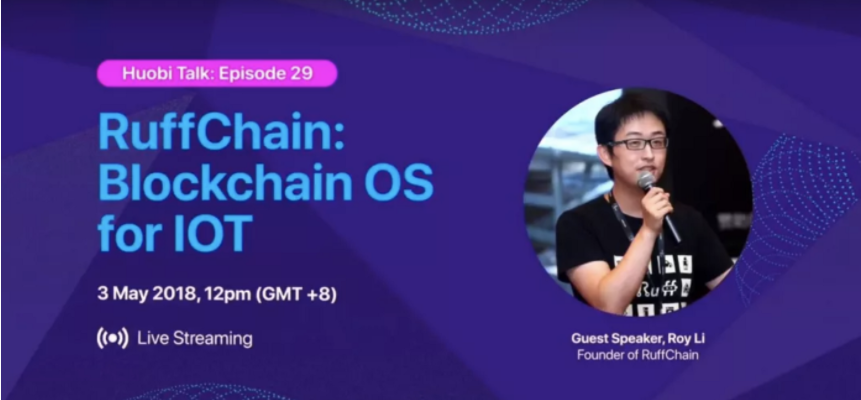 Huobi Talk: Episode 29
RuffChain:
Blockchain OS
for IOT
3 May 2018, 12pm (GMT +8)
Live Streaming
Ruff
Guest Speaker, Roy Li
Founder of RuffChain